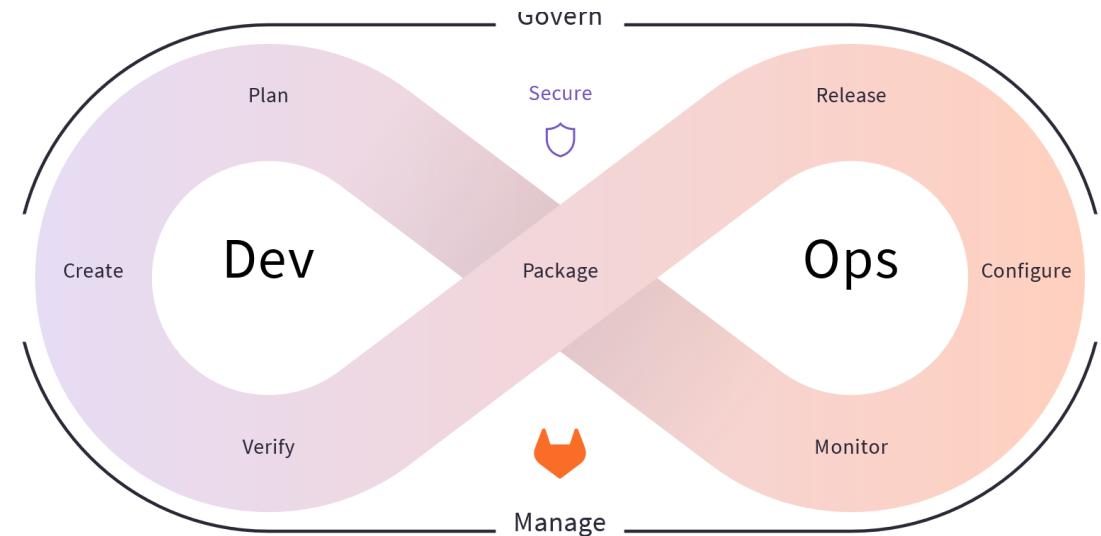 Govern
Plan
Secure
Release
Create
Dev
Package
Ops
Configure
Verify
Monitor
Manage